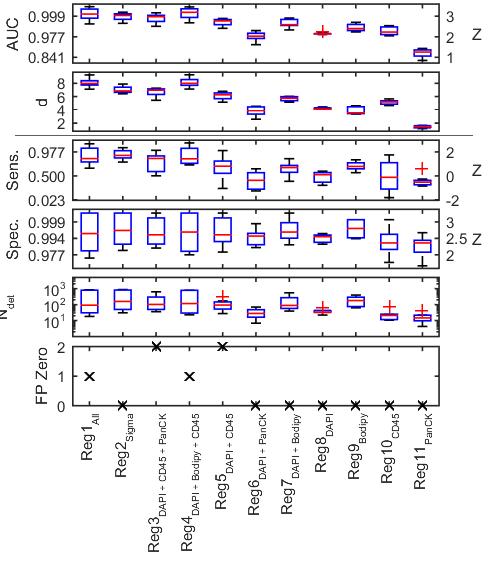 AUC
0.999
0.977
0.841
3
2
1
Z
d
8
6
4
2
Sens.
0.977
0.500
0.023
2
0
-2
Z
Spec.
0.999
0.994
0.977
3
2.5
2
Z
N_del
10^3
10^2
10^1
FP Zero
2
1
0
Reg1_All
Reg2_Sigma
Reg3_DAPI + CD45 + PanCK
Reg4_DAPI + Bodipy + CD45
Reg5_DAPI + CD45
Reg6_DAPI + PanCK
Reg7_DAPI + Bodipy
Reg8_DAPI
Reg9_Bodipy
Reg10_CD45
Reg11_PanCK